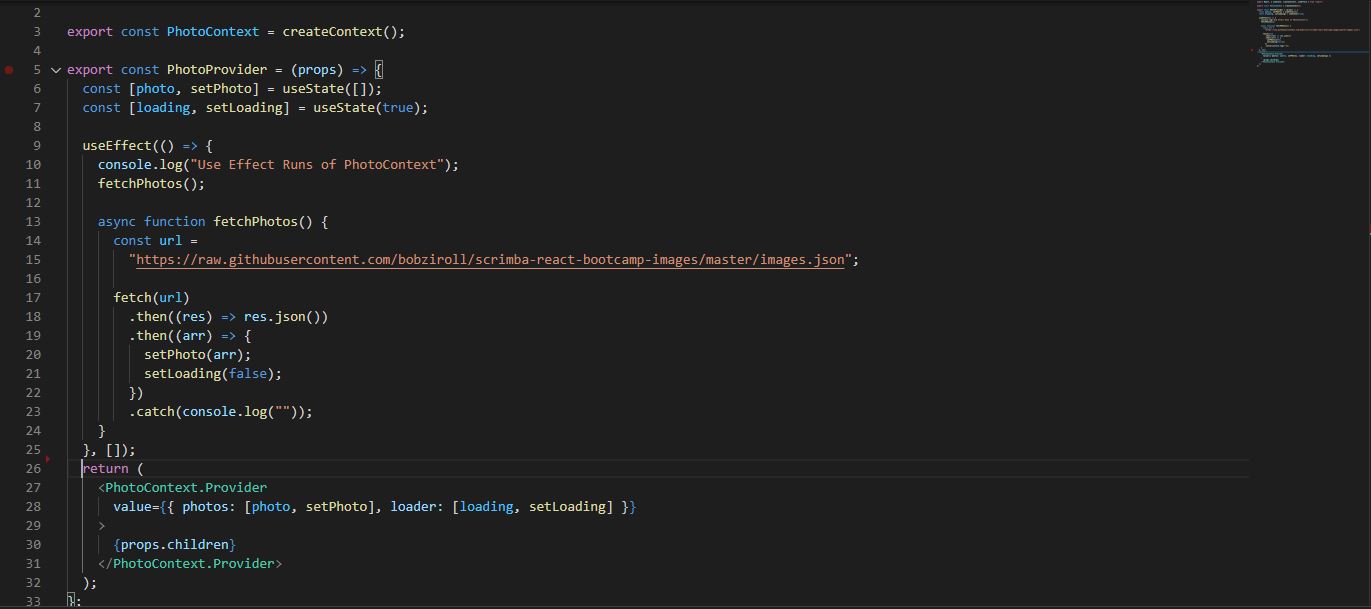 2
3 export const PhotoContext = createContext();
4
5 export const PhotoProvider = (props) => {
6 const [photo, setPhoto] = useState([]);
7 const [loading, setLoading] = useState(true);
8
9 useEffect(() => {
10 console.log("Use Effect Runs of PhotoContext");
11 fetchPhotos();
12
13 async function fetchPhotos() {
14 const url =
15 "https://raw.githubusercontent.com/bobziroll/scrimba-react-bootcamp-images/master/images.json";
16
17 fetch(url)
18 .then((res) => res.json())
19 .then((arr) => {
20 setPhoto(arr);
21 setLoading(false);
22 })
23 .catch(console.log(""));
24 }
25 }, []);
26 return (
27 <PhotoContext.Provider
28 value={{ photos: [photo, setPhoto], loader: [loading, setLoading] }}
29 >
30 {props.children}
31 </PhotoContext.Provider>
32 );
33 };